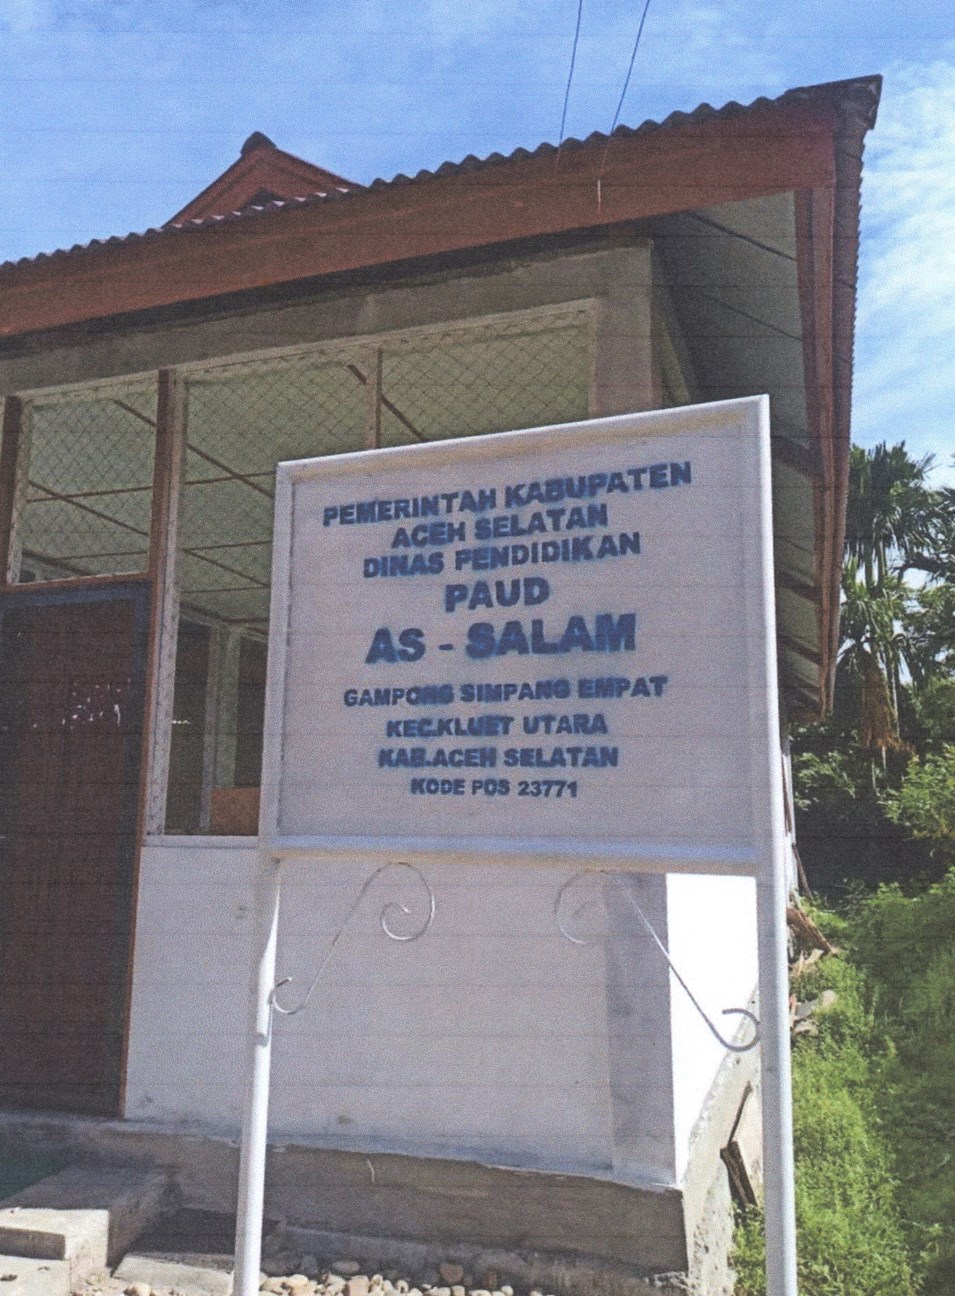 PEMERINTAH KABUPATEN
ACEH SELATAN
DINAS PENDIDIKAN
PAUD
AS - SALAM
GAMPONG SIMPANG EMPAT
KEC.KLUET UTARA
KAB.ACEH SELATAN
KODE POS 23771